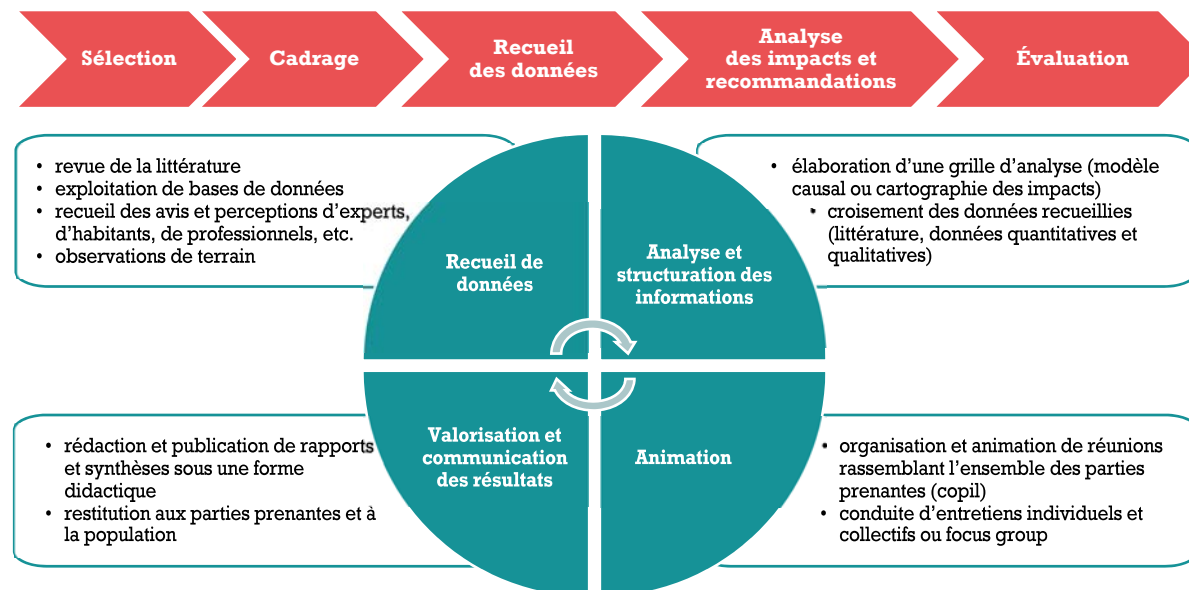 Sélection
Cadrage
Recueil
des données
Analyse
des impacts et
recommandations
Évaluation
• revue de la littérature
• exploitation de bases de données
• recueil des avis et perceptions d’experts,
d’habitants, de professionnels, etc.
• observations de terrain
Recueil de
données
Analyse et
structuration des
informations
• élaboration d’une grille d’analyse (modèle
causal ou cartographie des impacts)
• croisement des données recueillies
(littérature, données quantitatives et
qualitatives)
• rédaction et publication de rapports
et synthèses sous une forme
didactique
• restitution aux parties prenantes et à
la population
Valorisation et
communication
des résultats
Animation
• organisation et animation de réunions
rassemblant l’ensemble des parties
prenantes (copil)
• conduite d’entretiens individuels et
collectifs ou focus group